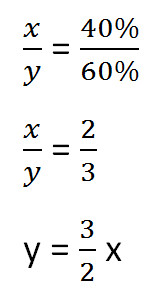 x/y = 40%/60%
x/y = 2/3
y = 3/2 x